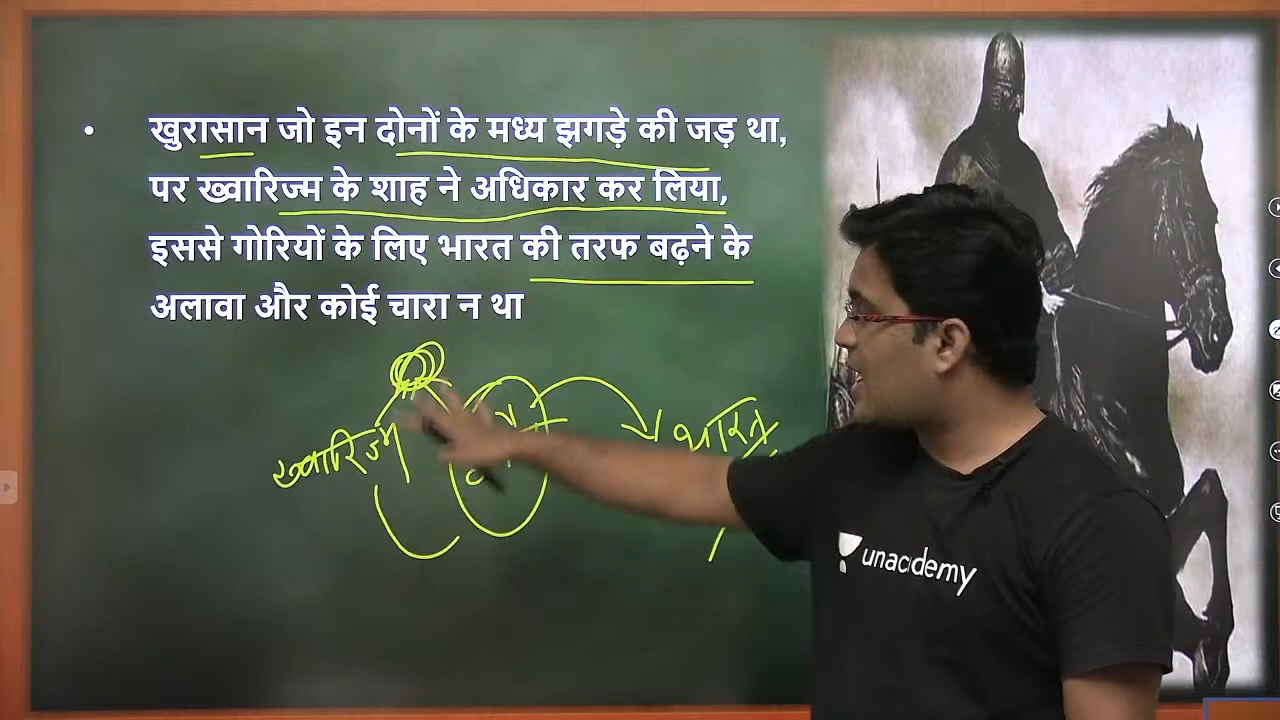 • खुरासान जो इन दोनों के मध्य झगड़े की जड़ था,
पर ख्वारिज्म के शाह ने अधिकार कर लिया,
इससे गोरियों के लिए भारत की तरफ बढ़ने के
अलावा और कोई चारा न था
ख्वारिज्म
भारत
unacademy